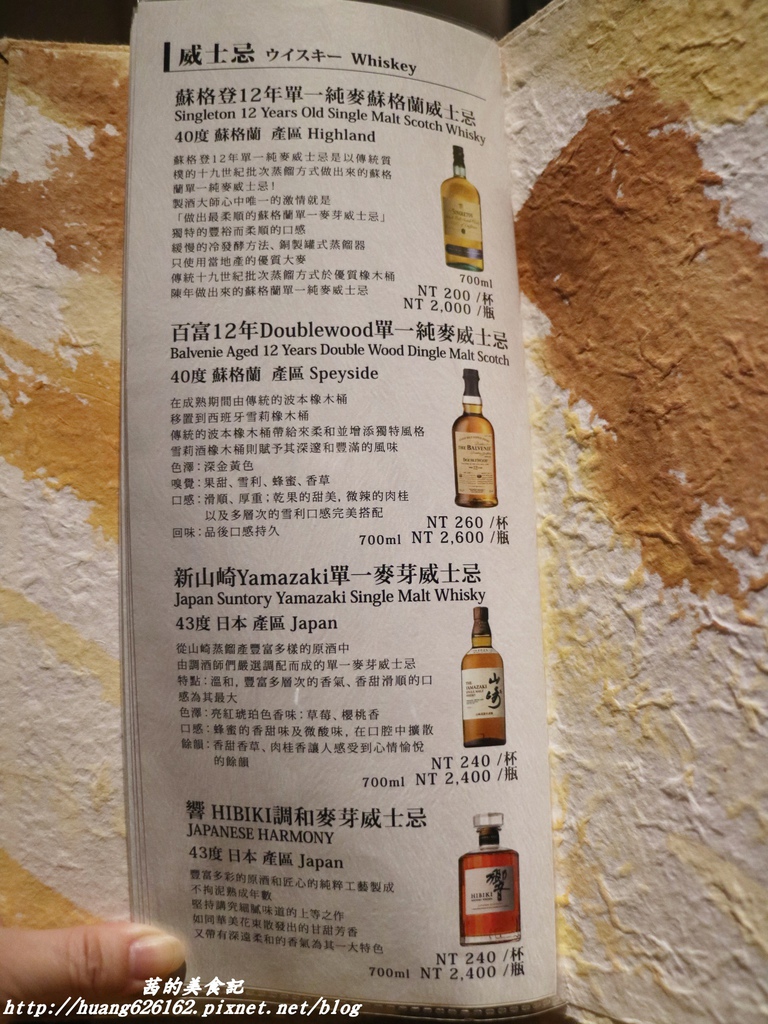 威士忌 ウイスキー Whiskey
蘇格登12年單一純麥蘇格蘭威士忌
Singleton 12 Years Old Single Malt Scotch Whisky
40度 蘇格蘭 產區 Highland
蘇格登12年單一純麥威士忌是以傳統質
樸的十九世紀批次蒸餾方式做出來的蘇格
蘭單一純麥威士忌!
製酒大師心中唯一的激情就是
「做出最柔順的蘇格蘭單一麥芽威士忌」
獨特的豐裕而柔順的口感
緩慢的冷發酵方法、銅製罐式蒸餾器
只使用當地產的優質大麥
傳統十九世紀批次蒸餾方式於優質橡木桶
陳年做出來的蘇格蘭單一純麥威士忌
700ml
NT 200 /杯
NT 2,000 /瓶
百富12年Doublewood單一純麥威士忌
Balvenie Aged 12 Years Double Wood Dingle Malt Scotch
40度 蘇格蘭 產區 Speyside
在成熟期間由傳統的波本橡木桶
移置到西班牙雪莉橡木桶
傳統的波本橡木桶帶給來柔和並增添獨特風格
雪莉酒橡木桶則賦予其深邃和豐滿的風味
色澤:深金黃色
嗅覺:果甜、雪利、蜂蜜、香草
口感:滑順、厚重;乾果的甜美,微辣的肉桂
以及多層次的雪利口感完美搭配
回味:品後口感持久
THE BALVENIE
NT 260 /杯
700ml NT 2,600 /瓶
新山崎Yamazaki單一麥芽威士忌
Japan Suntory Yamazaki Single Malt Whisky
43度 日本 產區 Japan
從山崎蒸餾產豐富多樣的原酒中
由調酒師們嚴選調配而成的單一麥芽威士忌
特點:溫和、豐富多層次的香氣、香甜滑順的口
感為其最大
色澤:亮紅琥珀色香味:草莓、櫻桃香
口感:蜂蜜的香甜味及微酸味,在口腔中擴散
餘韻:香甜香草、肉桂香讓人感受到心情愉悅
的餘韻
THE YAMAZAKI
山崎
NT 240 /杯
700ml NT 2,400 /瓶
響 HIBIKI調和麥芽威士忌
JAPANESE HARMONY
43度 日本 產區 Japan
豐富多彩的原酒和匠心的純粹工藝製成
不拘泥熟成年數
堅持講究細膩味道的上等之作
如同華美花束散發出的甘甜芳香
又帶有深遠柔和的香氣為其一大特色
響
HIBIKI
NT 240 /杯
700ml NT 2,400 /瓶
茜的美食記
http://huang626162.pixnet.net/blog